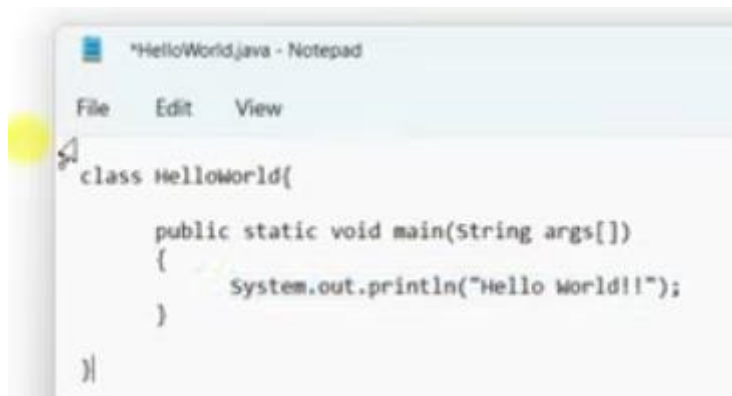 *HelloWorld.java - Notepad
File Edit View
class HelloWorld{
public static void main(String args[])
{
System.out.println("Hello World!!");
}
}